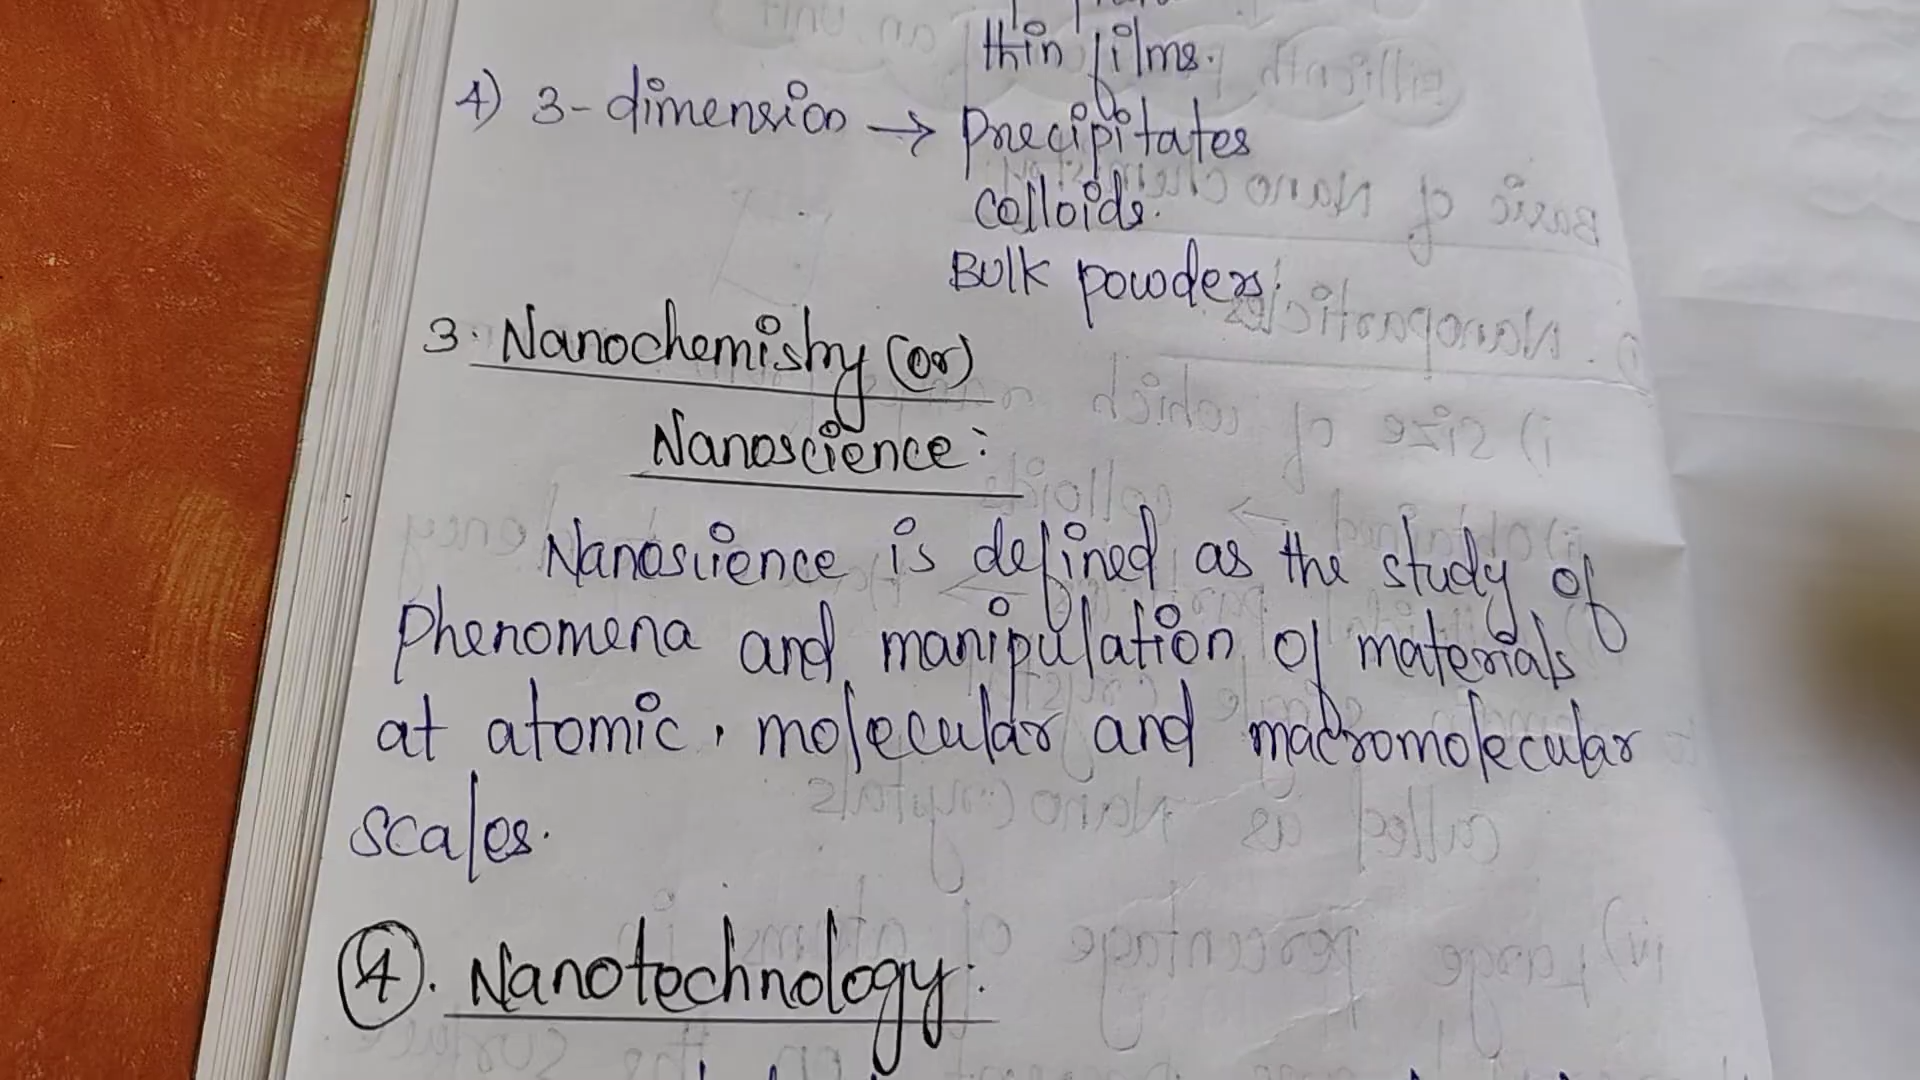 thin films.
4) 3-dimension → Precipitates
colloids.
Bulk powders.
3. Nanochemistry (or)
Nanoscience:
Nanoscience is defined as the study of
phenomena and manipulation of materials
at atomic, molecular and macromolecular
scales.
4. Nanotechnology: